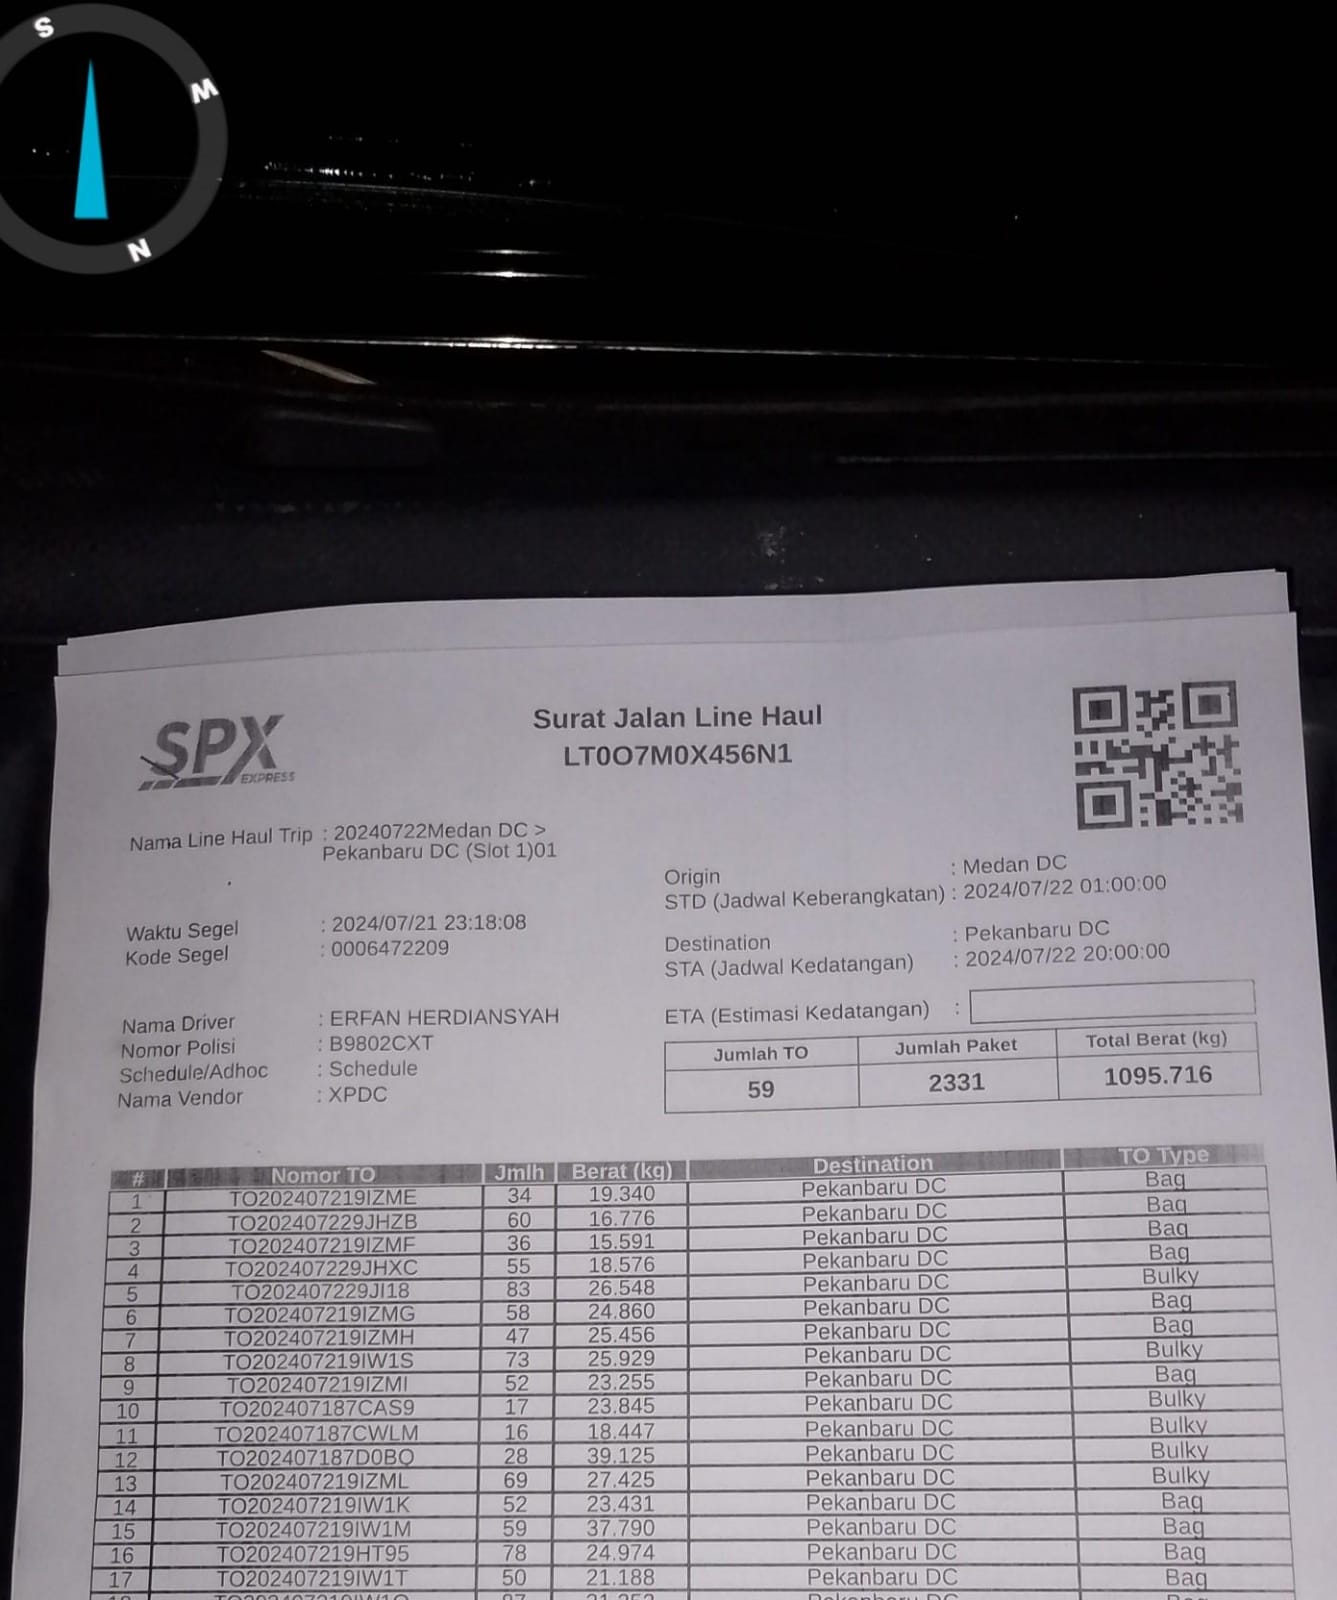 S
W
N
SPX
EXPRESS
Surat Jalan Line Haul
LT0O7M0X456N1
Nama Line Haul Trip : 20240722Medan DC >
Pekanbaru DC (Slot 1)01
Origin : Medan DC
STD (Jadwal Keberangkatan) : 2024/07/22 01:00:00
Waktu Segel : 2024/07/21 23:18:08
Kode Segel : 0006472209
Destination : Pekanbaru DC
STA (Jadwal Kedatangan) : 2024/07/22 20:00:00
ETA (Estimasi Kedatangan) :
Nama Driver : ERFAN HERDIANSYAH
Nomor Polisi : B9802CXT
Schedule/Adhoc : Schedule
Nama Vendor : XPDC
Jumlah TO Jumlah Paket Total Berat (kg)
59 2331 1095.716
# Nomor TO Jmlh Berat (kg) Destination TO Type
1 TO202407219IZME 34 19.340 Pekanbaru DC Bag
2 TO202407229JHZB 60 16.776 Pekanbaru DC Bag
3 TO202407219IZMF 36 15.591 Pekanbaru DC Bag
4 TO202407229JHXC 55 18.576 Pekanbaru DC Bag
5 TO202407229JI18 83 26.548 Pekanbaru DC Bulky
6 TO202407219IZMG 58 24.860 Pekanbaru DC Bag
7 TO202407219IZMH 47 25.456 Pekanbaru DC Bag
8 TO202407219IW1S 73 25.929 Pekanbaru DC Bulky
9 TO202407219IZMI 52 23.255 Pekanbaru DC Bag
10 TO202407187CAS9 17 23.845 Pekanbaru DC Bulky
11 TO202407187CWLM 16 18.447 Pekanbaru DC Bulky
12 TO202407187D0BQ 28 39.125 Pekanbaru DC Bulky
13 TO202407219IZML 69 27.425 Pekanbaru DC Bulky
14 TO202407219IW1K 52 23.431 Pekanbaru DC Bag
15 TO202407219IW1M 59 37.790 Pekanbaru DC Bag
16 TO202407219HT95 78 24.974 Pekanbaru DC Bag
17 TO202407219IW1T 50 21.188 Pekanbaru DC Bag
Pekanbaru DC